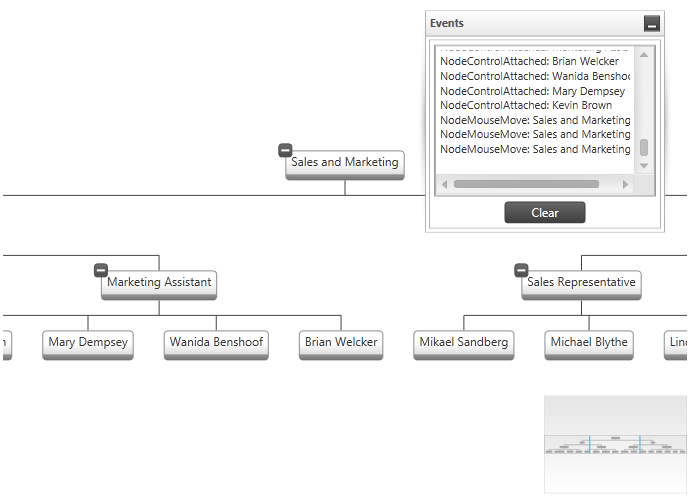 Events
NodeControlAttached: Brian Welcker
NodeControlAttached: Wanida Benshoo
NodeControlAttached: Mary Dempsey
NodeControlAttached: Kevin Brown
NodeMouseMove: Sales and Marketing
NodeMouseMove: Sales and Marketing
NodeMouseMove: Sales and Marketing
Clear
Sales and Marketing
Marketing Assistant
Sales Representative
Mary Dempsey
Wanida Benshoof
Brian Welcker
Mikael Sandberg
Michael Blythe